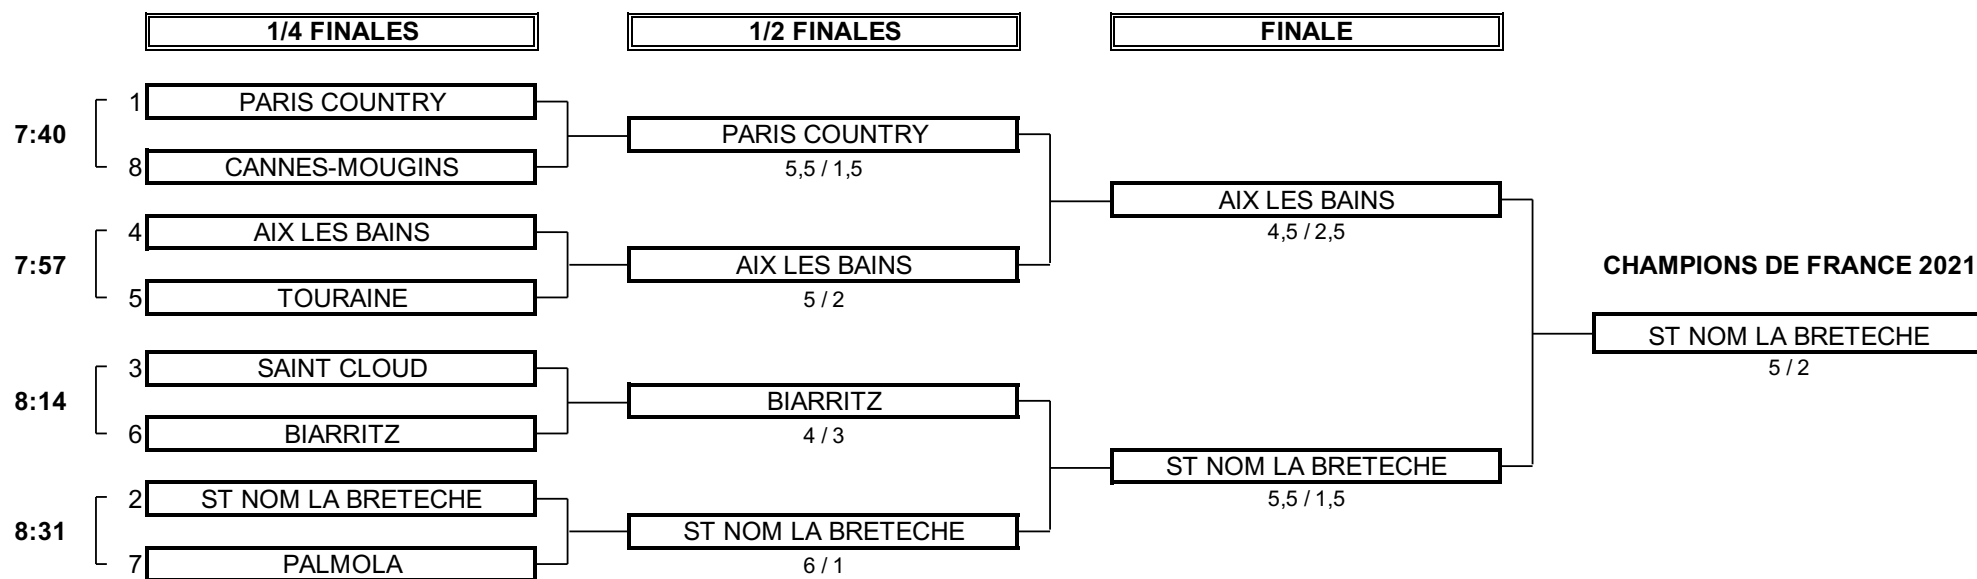 1/4 FINALES
1/2 FINALES
FINALE
7:40
1
PARIS COUNTRY
8
CANNES-MOUGINS
PARIS COUNTRY
5,5 / 1,5
7:57
4
AIX LES BAINS
5
TOURAINE
AIX LES BAINS
5 / 2
AIX LES BAINS
4,5 / 2,5
8:14
3
SAINT CLOUD
6
BIARRITZ
BIARRITZ
4 / 3
8:31
2
ST NOM LA BRETECHE
7
PALMOLA
ST NOM LA BRETECHE
6 / 1
ST NOM LA BRETECHE
5,5 / 1,5
CHAMPIONS DE FRANCE 2021
ST NOM LA BRETECHE
5 / 2